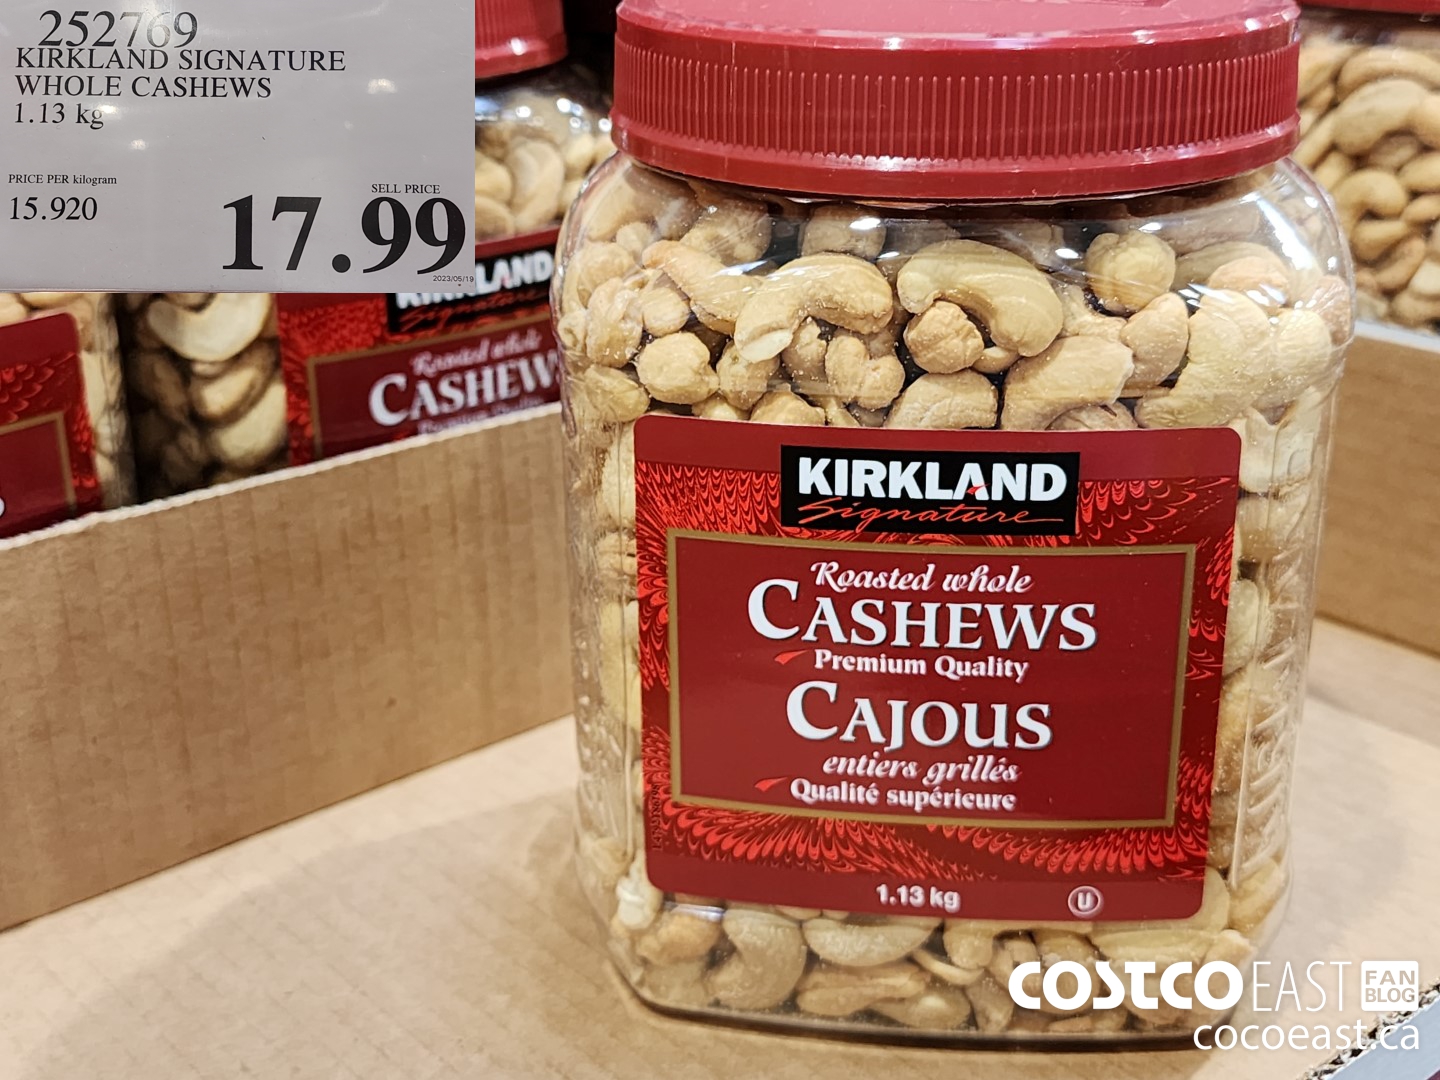 252769
KIRKLAND SIGNATURE
WHOLE CASHEWS
1.13 kg
PRICE PER kilogram
15.920
SELL PRICE
17.99
2023/05/19
KIRKLAND
Signature
Roasted whole
CASHEW
KIRKLAND
Signature
Roasted whole
CASHEWS
Premium Quality
CAJOUS
entiers grillés
Qualité supérieure
1.13 kg
U
COSTCO EAST FAN BLOG
cocoeast.ca